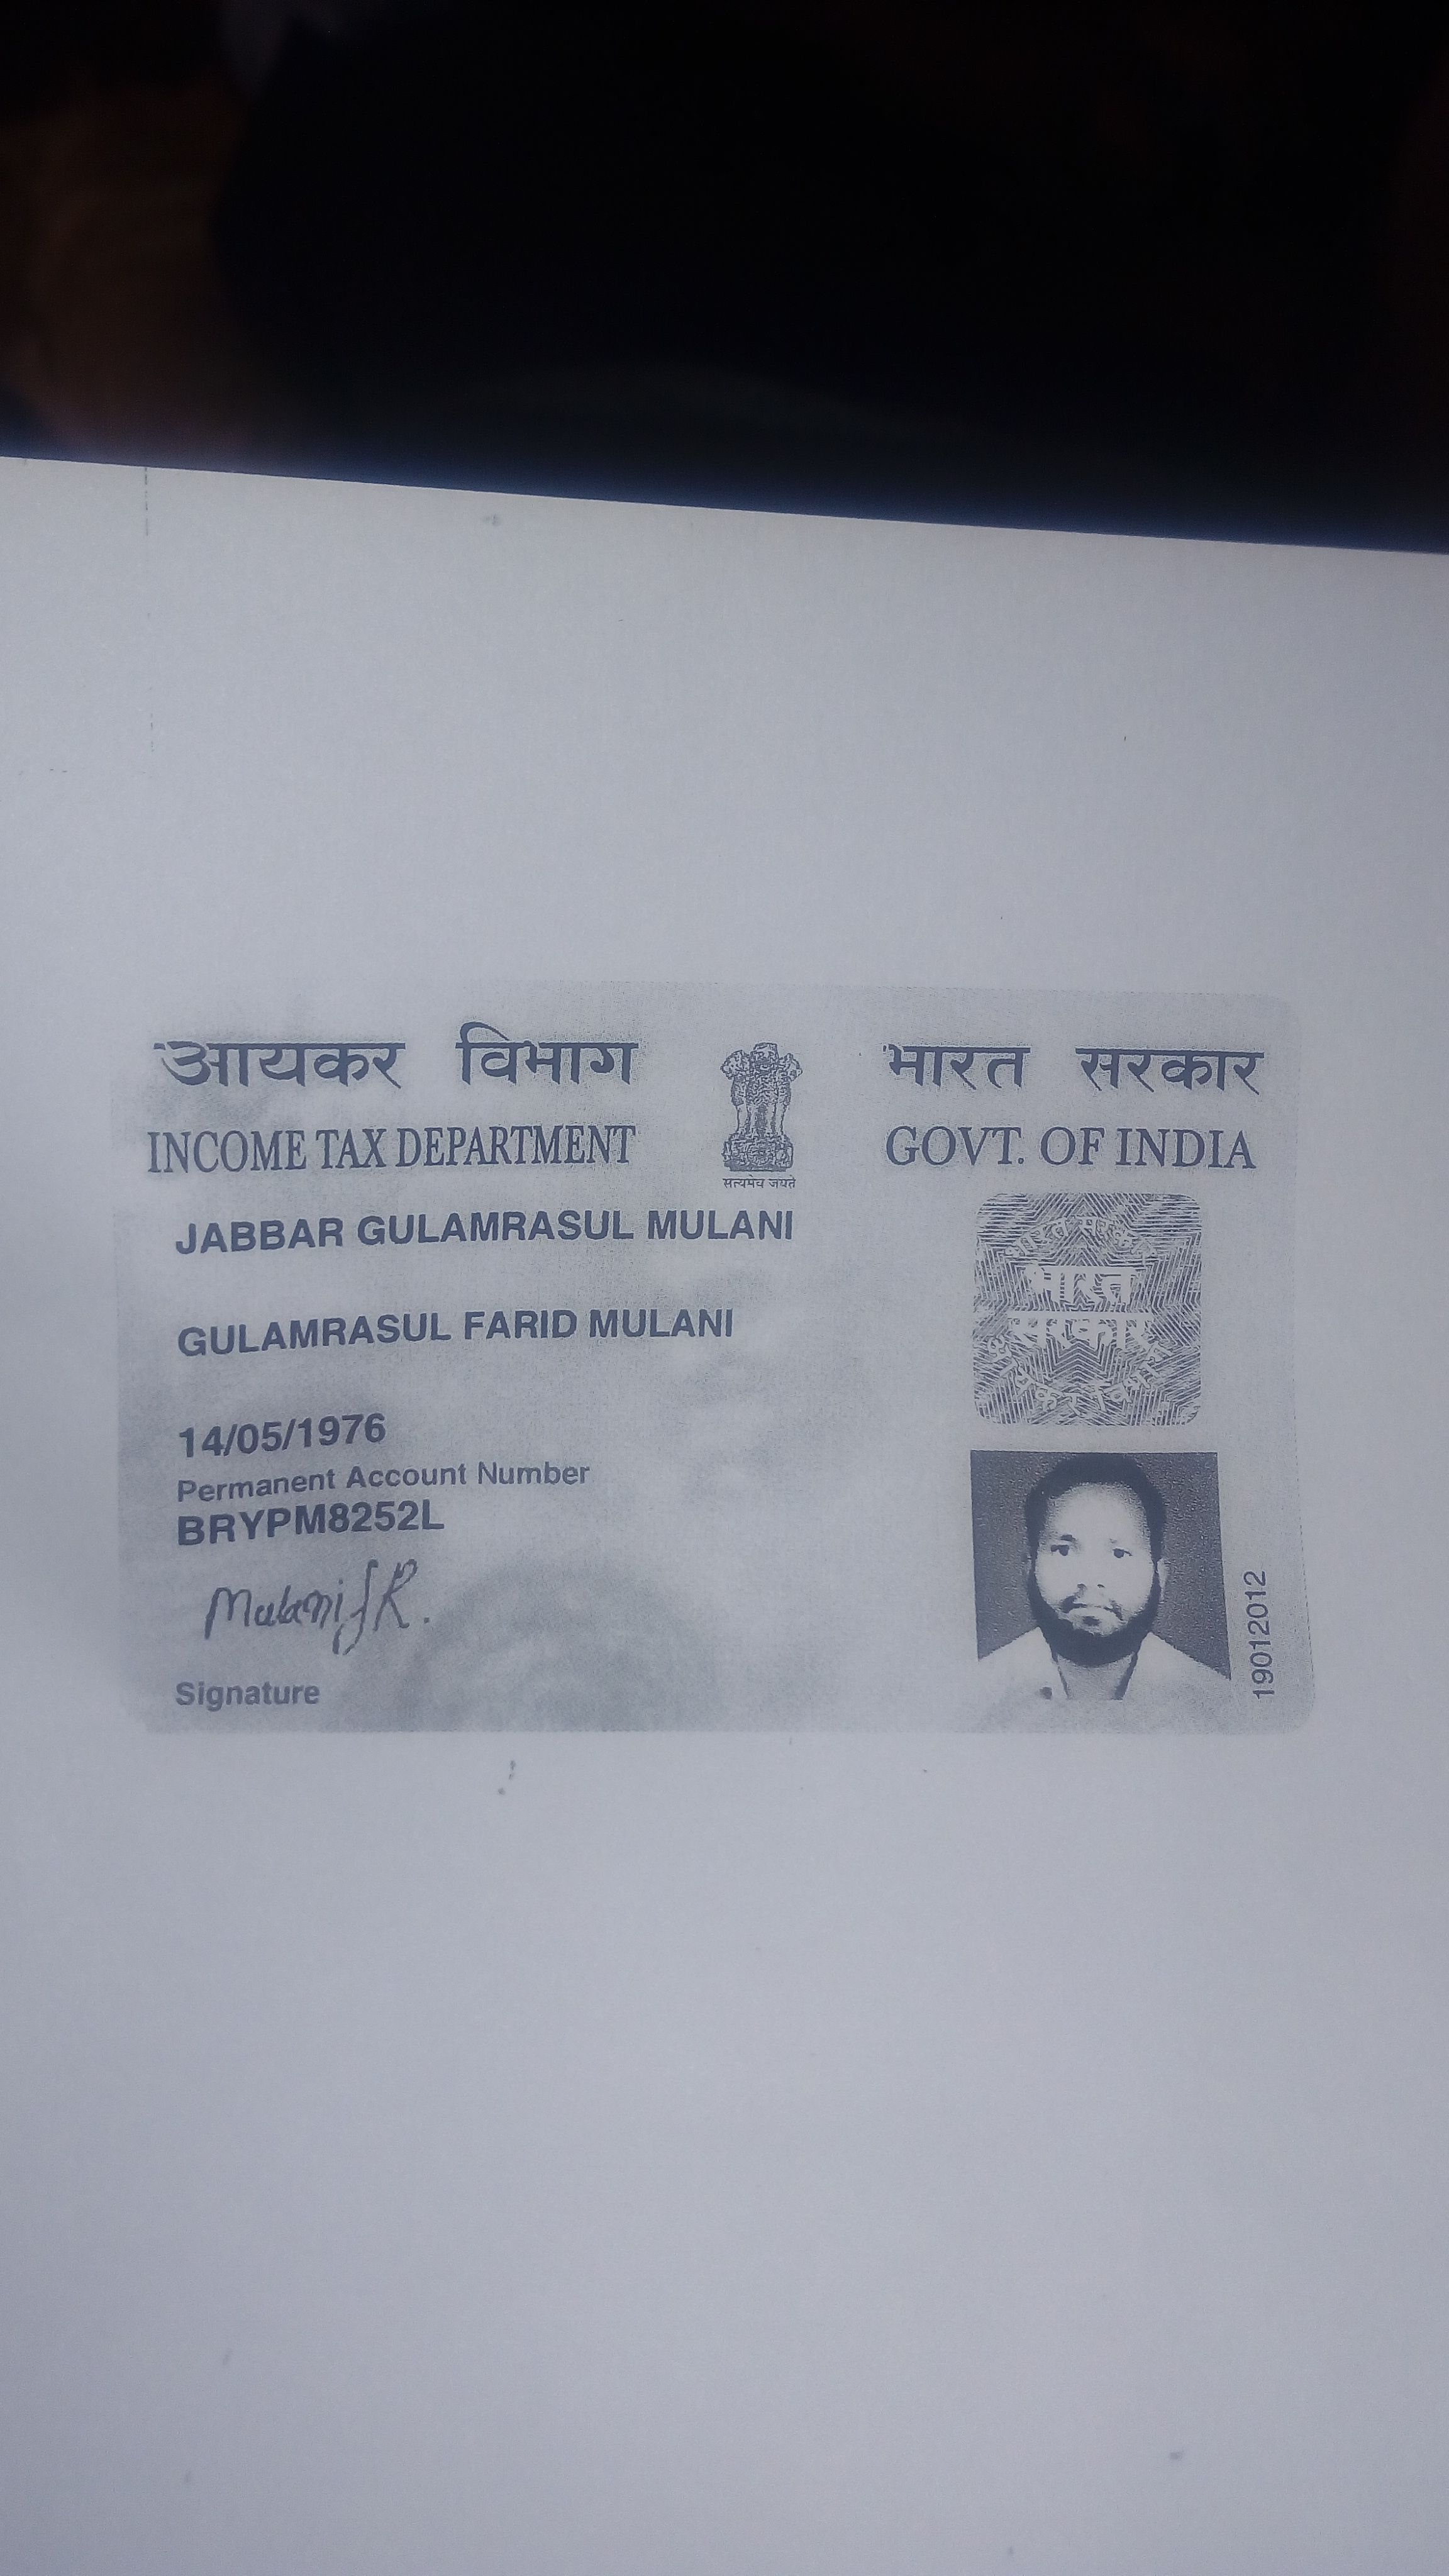 आयकर विभाग
INCOME TAX DEPARTMENT
सत्यमेव जयते
भारत सरकार
GOVT. OF INDIA
JABBAR GULAMRASUL MULANI
GULAMRASUL FARID MULANI
14/05/1976
Permanent Account Number
BRYPM8252L
Signature
भारत
सरकार
19012012